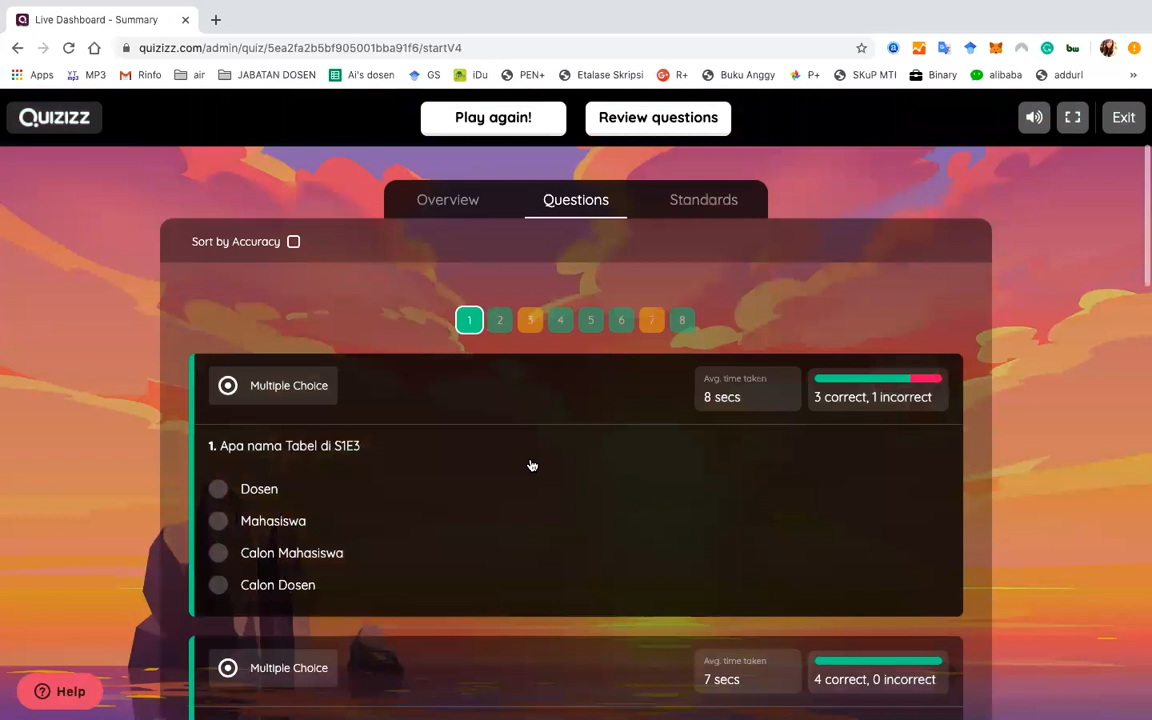 Live Dashboard - Summary
quizizz.com/admin/quiz/5ea2fa2b5bf905001bba91f6/startV4
Apps MP3 Rinfo air JABATAN DOSEN Ai's dosen GS iDu PEN+ Etalase Skripsi R+ Buku Anggy P+ SKuP MTI Binary alibaba addurl »
Quizizz Play again! Review questions Exit
Overview Questions Standards
Sort by Accuracy
1 2 3 4 5 6 7 8
Multiple Choice
Avg. time taken
8 secs
3 correct, 1 incorrect
1. Apa nama Tabel di S1E3
Dosen
Mahasiswa
Calon Mahasiswa
Calon Dosen
Multiple Choice
Avg. time taken
7 secs
4 correct, 0 incorrect
Help